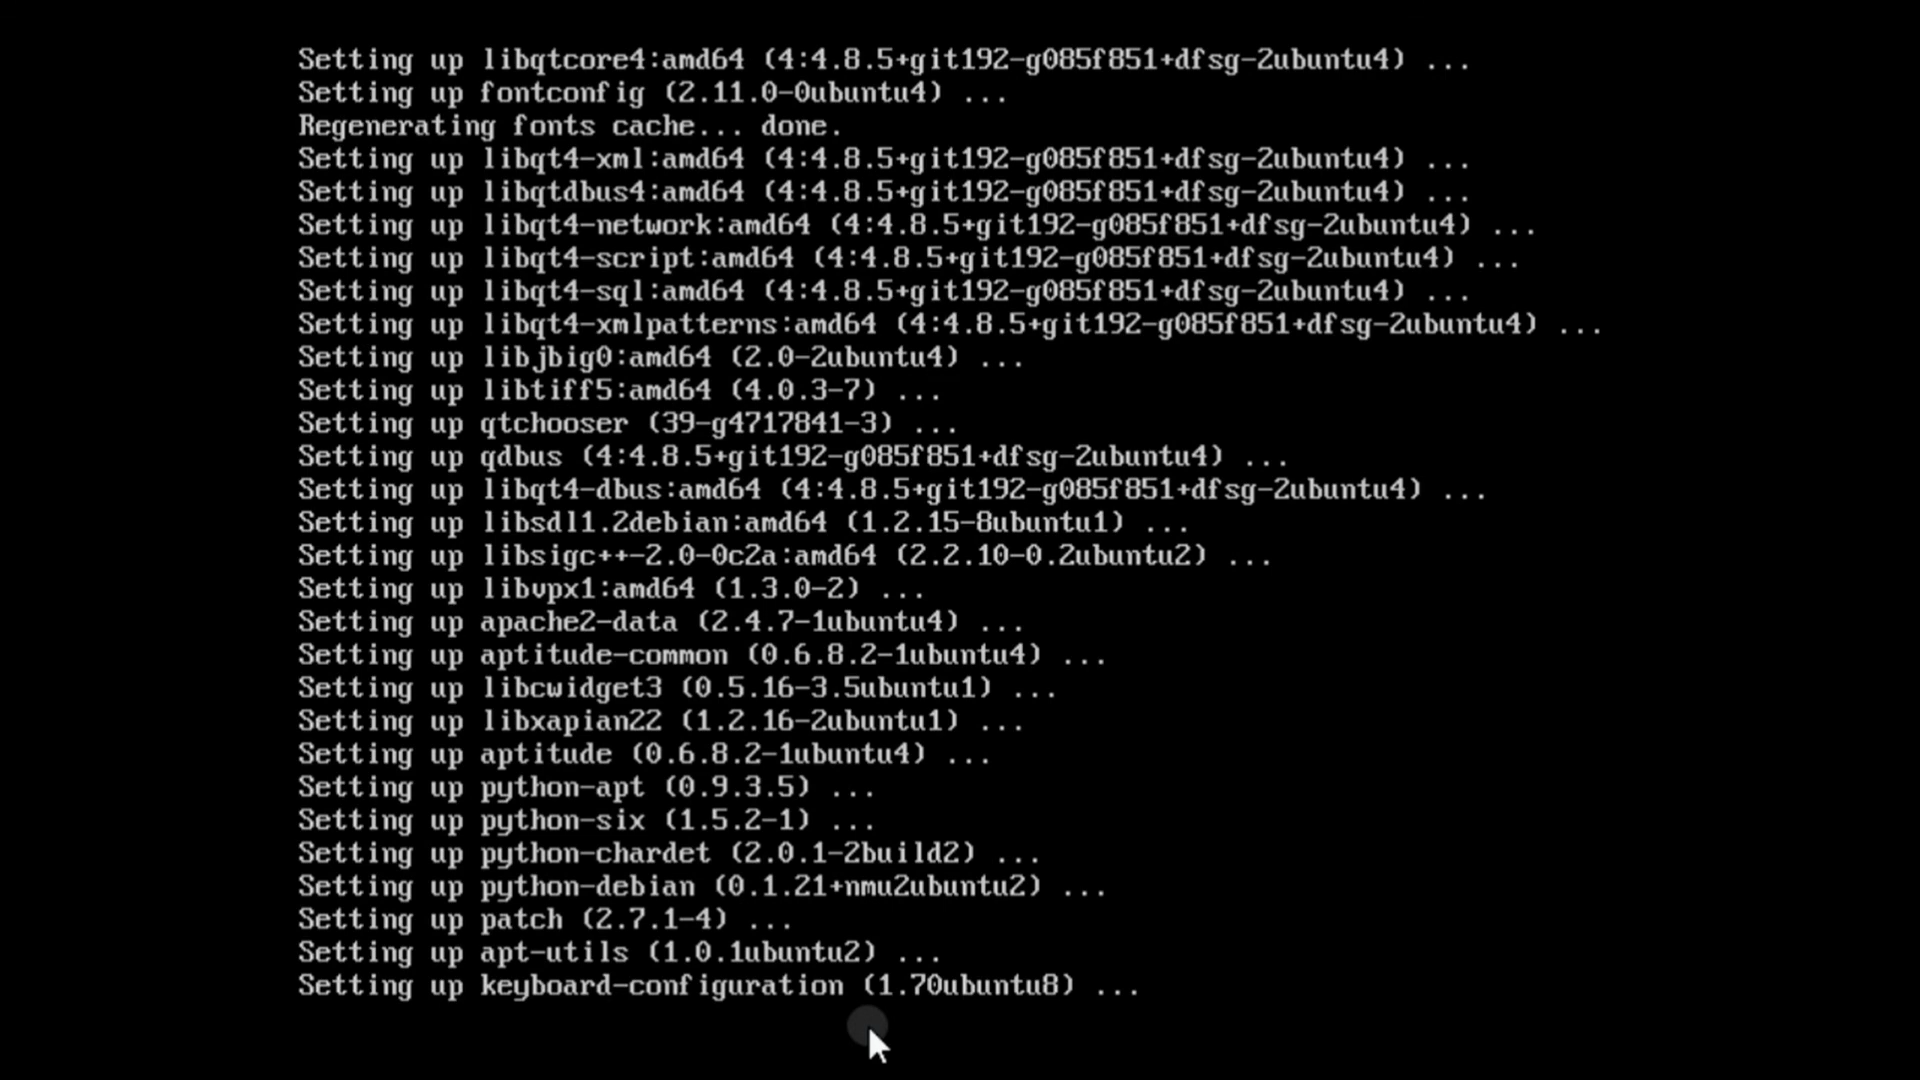 Setting up libqtcore4:amd64 (4:4.8.5+git192-g085f851+dfsg-2ubuntu4) ...
Setting up fontconfig (2.11.0-0ubuntu4) ...
Regenerating fonts cache... done.
Setting up libqt4-xml:amd64 (4:4.8.5+git192-g085f851+dfsg-2ubuntu4) ...
Setting up libqtdbus4:amd64 (4:4.8.5+git192-g085f851+dfsg-2ubuntu4) ...
Setting up libqt4-network:amd64 (4:4.8.5+git192-g085f851+dfsg-2ubuntu4) ...
Setting up libqt4-script:amd64 (4:4.8.5+git192-g085f851+dfsg-2ubuntu4) ...
Setting up libqt4-sql:amd64 (4:4.8.5+git192-g085f851+dfsg-2ubuntu4) ...
Setting up libqt4-xmlpatterns:amd64 (4:4.8.5+git192-g085f851+dfsg-2ubuntu4) ...
Setting up libjbig0:amd64 (2.0-2ubuntu4) ...
Setting up libtiff5:amd64 (4.0.3-7) ...
Setting up qtchooser (39-g4717841-3) ...
Setting up qdbus (4:4.8.5+git192-g085f851+dfsg-2ubuntu4) ...
Setting up libqt4-dbus:amd64 (4:4.8.5+git192-g085f851+dfsg-2ubuntu4) ...
Setting up libsdl1.2debian:amd64 (1.2.15-8ubuntu1) ...
Setting up libsigc++-2.0-0c2a:amd64 (2.2.10-0.2ubuntu2) ...
Setting up libvpx1:amd64 (1.3.0-2) ...
Setting up apache2-data (2.4.7-1ubuntu4) ...
Setting up aptitude-common (0.6.8.2-1ubuntu4) ...
Setting up libcwidget3 (0.5.16-3.5ubuntu1) ...
Setting up libxapian22 (1.2.16-2ubuntu1) ...
Setting up aptitude (0.6.8.2-1ubuntu4) ...
Setting up python-apt (0.9.3.5) ...
Setting up python-six (1.5.2-1) ...
Setting up python-chardet (2.0.1-2build2) ...
Setting up python-debian (0.1.21+nmu2ubuntu2) ...
Setting up patch (2.7.1-4) ...
Setting up apt-utils (1.0.1ubuntu2) ...
Setting up keyboard-configuration (1.70ubuntu8) ...